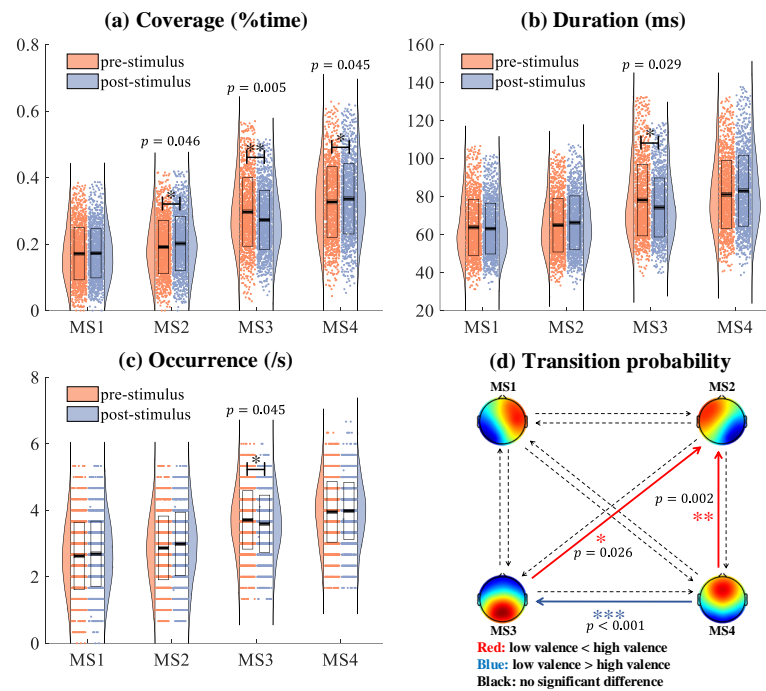 (a) Coverage (%time)
0.8
0.6
0.4
0.2
0
pre-stimulus
post-stimulus
p = 0.046
p = 0.005
p = 0.045
*
**
*
MS1 MS2 MS3 MS4
(b) Duration (ms)
160
140
120
100
80
60
40
20
pre-stimulus
post-stimulus
p = 0.029
*
MS1 MS2 MS3 MS4
(c) Occurrence (/s)
8
6
4
2
0
pre-stimulus
post-stimulus
p = 0.045
*
MS1 MS2 MS3 MS4
(d) Transition probability
MS1 MS2
p = 0.002
**
*
p = 0.026
***
p < 0.001
MS3 MS4
Red: low valence < high valence
Blue: low valence > high valence
Black: no significant difference